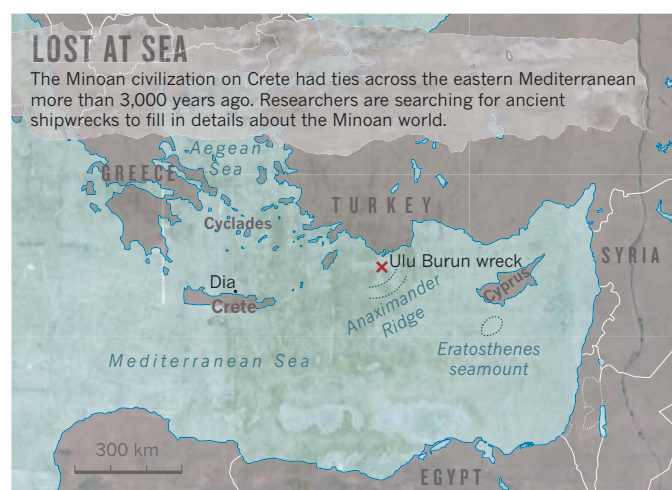 LOST AT SEA
The Minoan civilization on Crete had ties across the eastern Mediterranean
more than 3,000 years ago. Researchers are searching for ancient
shipwrecks to fill in details about the Minoan world.
Aegean
Sea
GREECE
TURKEY
Cyclades
SYRIA
Ulu Burun wreck
Dia
Crete
Cyprus
Anaximander
Ridge
Eratosthenes
seamount
Mediterranean Sea
300 km
EGYPT